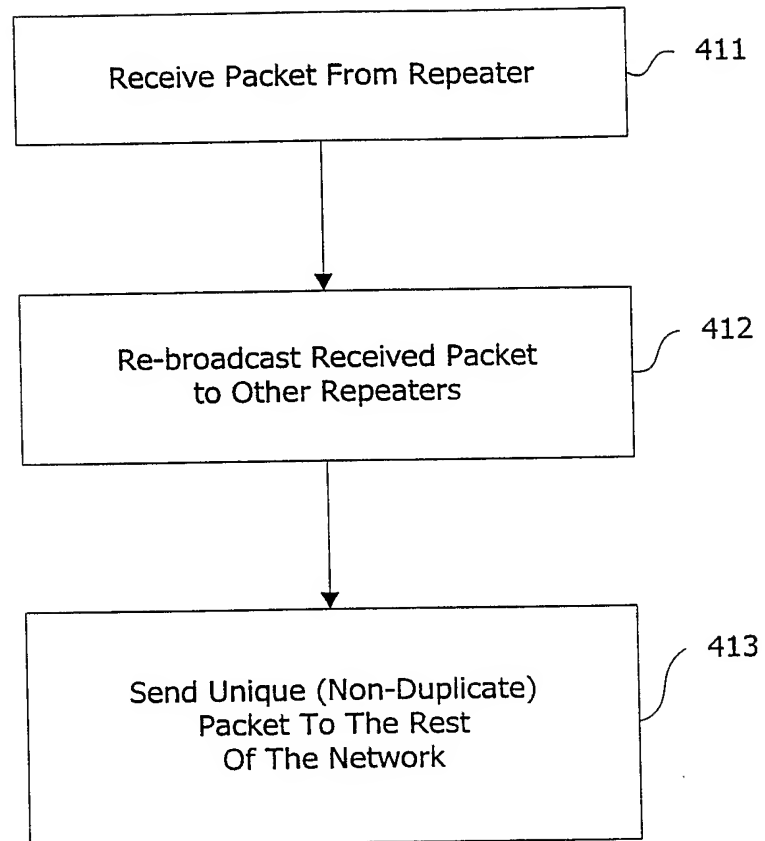 Receive Packet From Repeater
411
Re-broadcast Received Packet
to Other Repeaters
412
Send Unique (Non-Duplicate)
Packet To The Rest
Of The Network
413